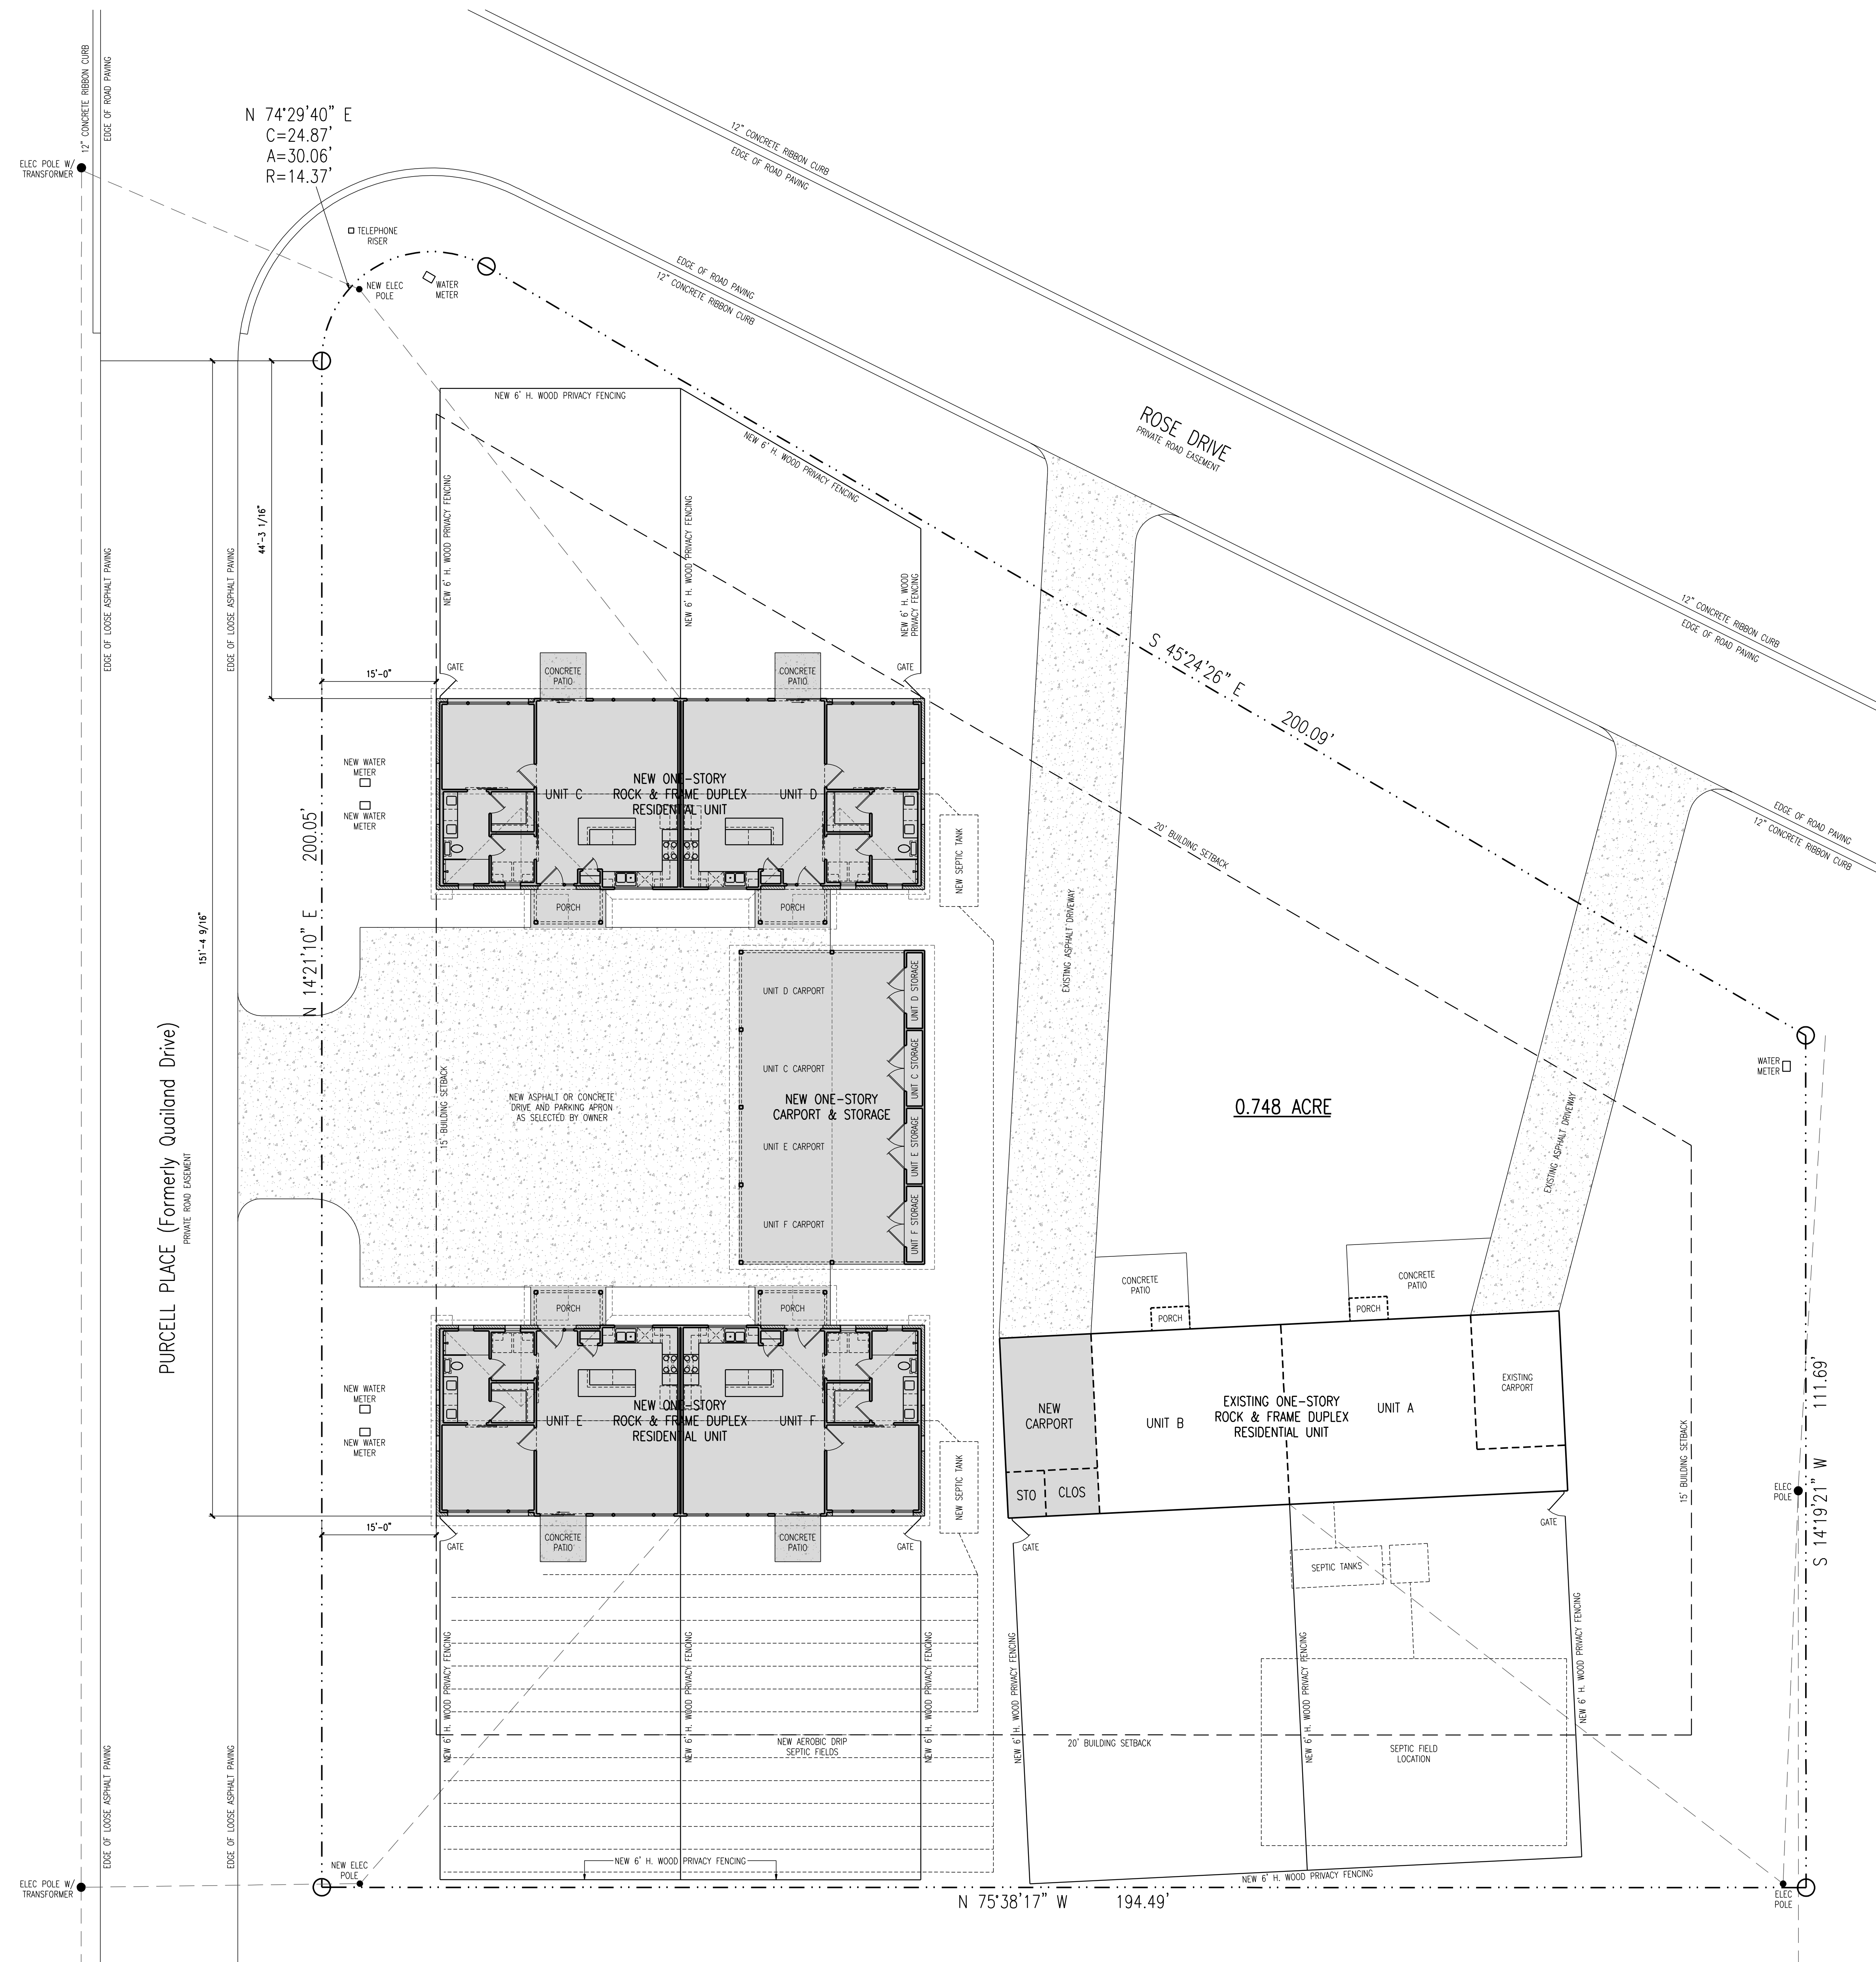 12" CONCRETE RIBBON CURB
EDGE OF ROAD PAVING
N 74°29'40" E
C=24.87'
A=30.06'
R=14.37'
ELEC POLE W/
TRANSFORMER
12" CONCRETE RIBBON CURB
EDGE OF ROAD PAVING
TELEPHONE
RISER
NEW ELEC
POLE
WATER
METER
EDGE OF ROAD PAVING
12" CONCRETE RIBBON CURB
NEW 6' H. WOOD PRIVACY FENCING
NEW 6' H. WOOD PRIVACY FENCING
ROSE DRIVE
PRIVATE ROAD EASEMENT
44'-3 1/16"
NEW 6' H. WOOD PRIVACY FENCING
NEW 6' H. WOOD PRIVACY FENCING
NEW 6' H. WOOD
PRIVACY FENCING
EDGE OF LOOSE ASPHALT PAVING
EDGE OF LOOSE ASPHALT PAVING
12" CONCRETE RIBBON CURB
EDGE OF ROAD PAVING
S 45°24'26" E
200.09'
15'-0"
GATE
CONCRETE
PATIO
CONCRETE
PATIO
GATE
NEW WATER
METER
NEW WATER
METER
UNIT C
NEW ONE-STORY
ROCK & FRAME DUPLEX
RESIDENTIAL UNIT
UNIT D
NEW SEPTIC TANK
20' BUILDING SETBACK
EDGE OF ROAD PAVING
12" CONCRETE RIBBON CURB
PORCH
PORCH
N 14°21'10" E
200.05'
151'-4 9/16"
EXISTING ASPHALT DRIVEWAY
UNIT D CARPORT
UNIT D STORAGE
UNIT C CARPORT
UNIT C STORAGE
NEW ONE-STORY
CARPORT & STORAGE
UNIT E CARPORT
UNIT E STORAGE
UNIT F CARPORT
UNIT F STORAGE
PURCELL PLACE (Formerly Quailand Drive)
PRIVATE ROAD EASEMENT
15' BUILDING SETBACK
NEW ASPHALT OR CONCRETE
DRIVE AND PARKING APRON
AS SELECTED BY OWNER
0.748 ACRE
WATER
METER
EXISTING ASPHALT DRIVEWAY
CONCRETE
PATIO
PORCH
CONCRETE
PATIO
PORCH
PORCH
PORCH
NEW WATER
METER
NEW WATER
METER
UNIT E
NEW ONE-STORY
ROCK & FRAME DUPLEX
RESIDENTIAL UNIT
UNIT F
NEW SEPTIC TANK
NEW
CARPORT
STO
CLOS
UNIT B
EXISTING ONE-STORY
ROCK & FRAME DUPLEX
RESIDENTIAL UNIT
UNIT A
EXISTING
CARPORT
15' BUILDING SETBACK
S 14°19'21" W
111.69'
ELEC
POLE
15'-0"
GATE
CONCRETE
PATIO
CONCRETE
PATIO
GATE
GATE
GATE
SEPTIC TANKS
NEW 6' H. WOOD PRIVACY FENCING
NEW 6' H. WOOD PRIVACY FENCING
NEW 6' H. WOOD PRIVACY FENCING
NEW 6' H. WOOD PRIVACY FENCING
NEW 6' H. WOOD PRIVACY FENCING
NEW 6' H. WOOD PRIVACY FENCING
NEW AEROBIC DRIP
SEPTIC FIELDS
20' BUILDING SETBACK
SEPTIC FIELD
LOCATION
EDGE OF LOOSE ASPHALT PAVING
EDGE OF LOOSE ASPHALT PAVING
NEW ELEC
POLE
NEW 6' H. WOOD PRIVACY FENCING
NEW 6' H. WOOD PRIVACY FENCING
ELEC POLE W/
TRANSFORMER
N 75°38'17" W
194.49'
ELEC
POLE